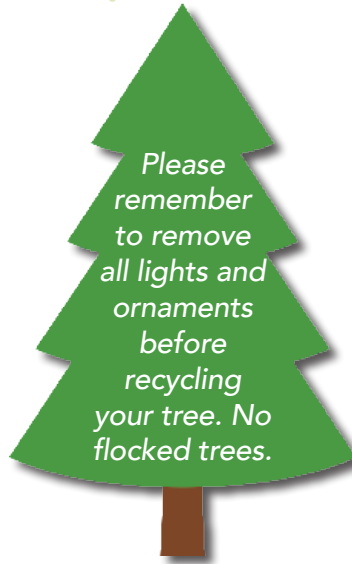 Please
remember
to remove
all lights and
ornaments
before
recycling
your tree. No
flocked trees.